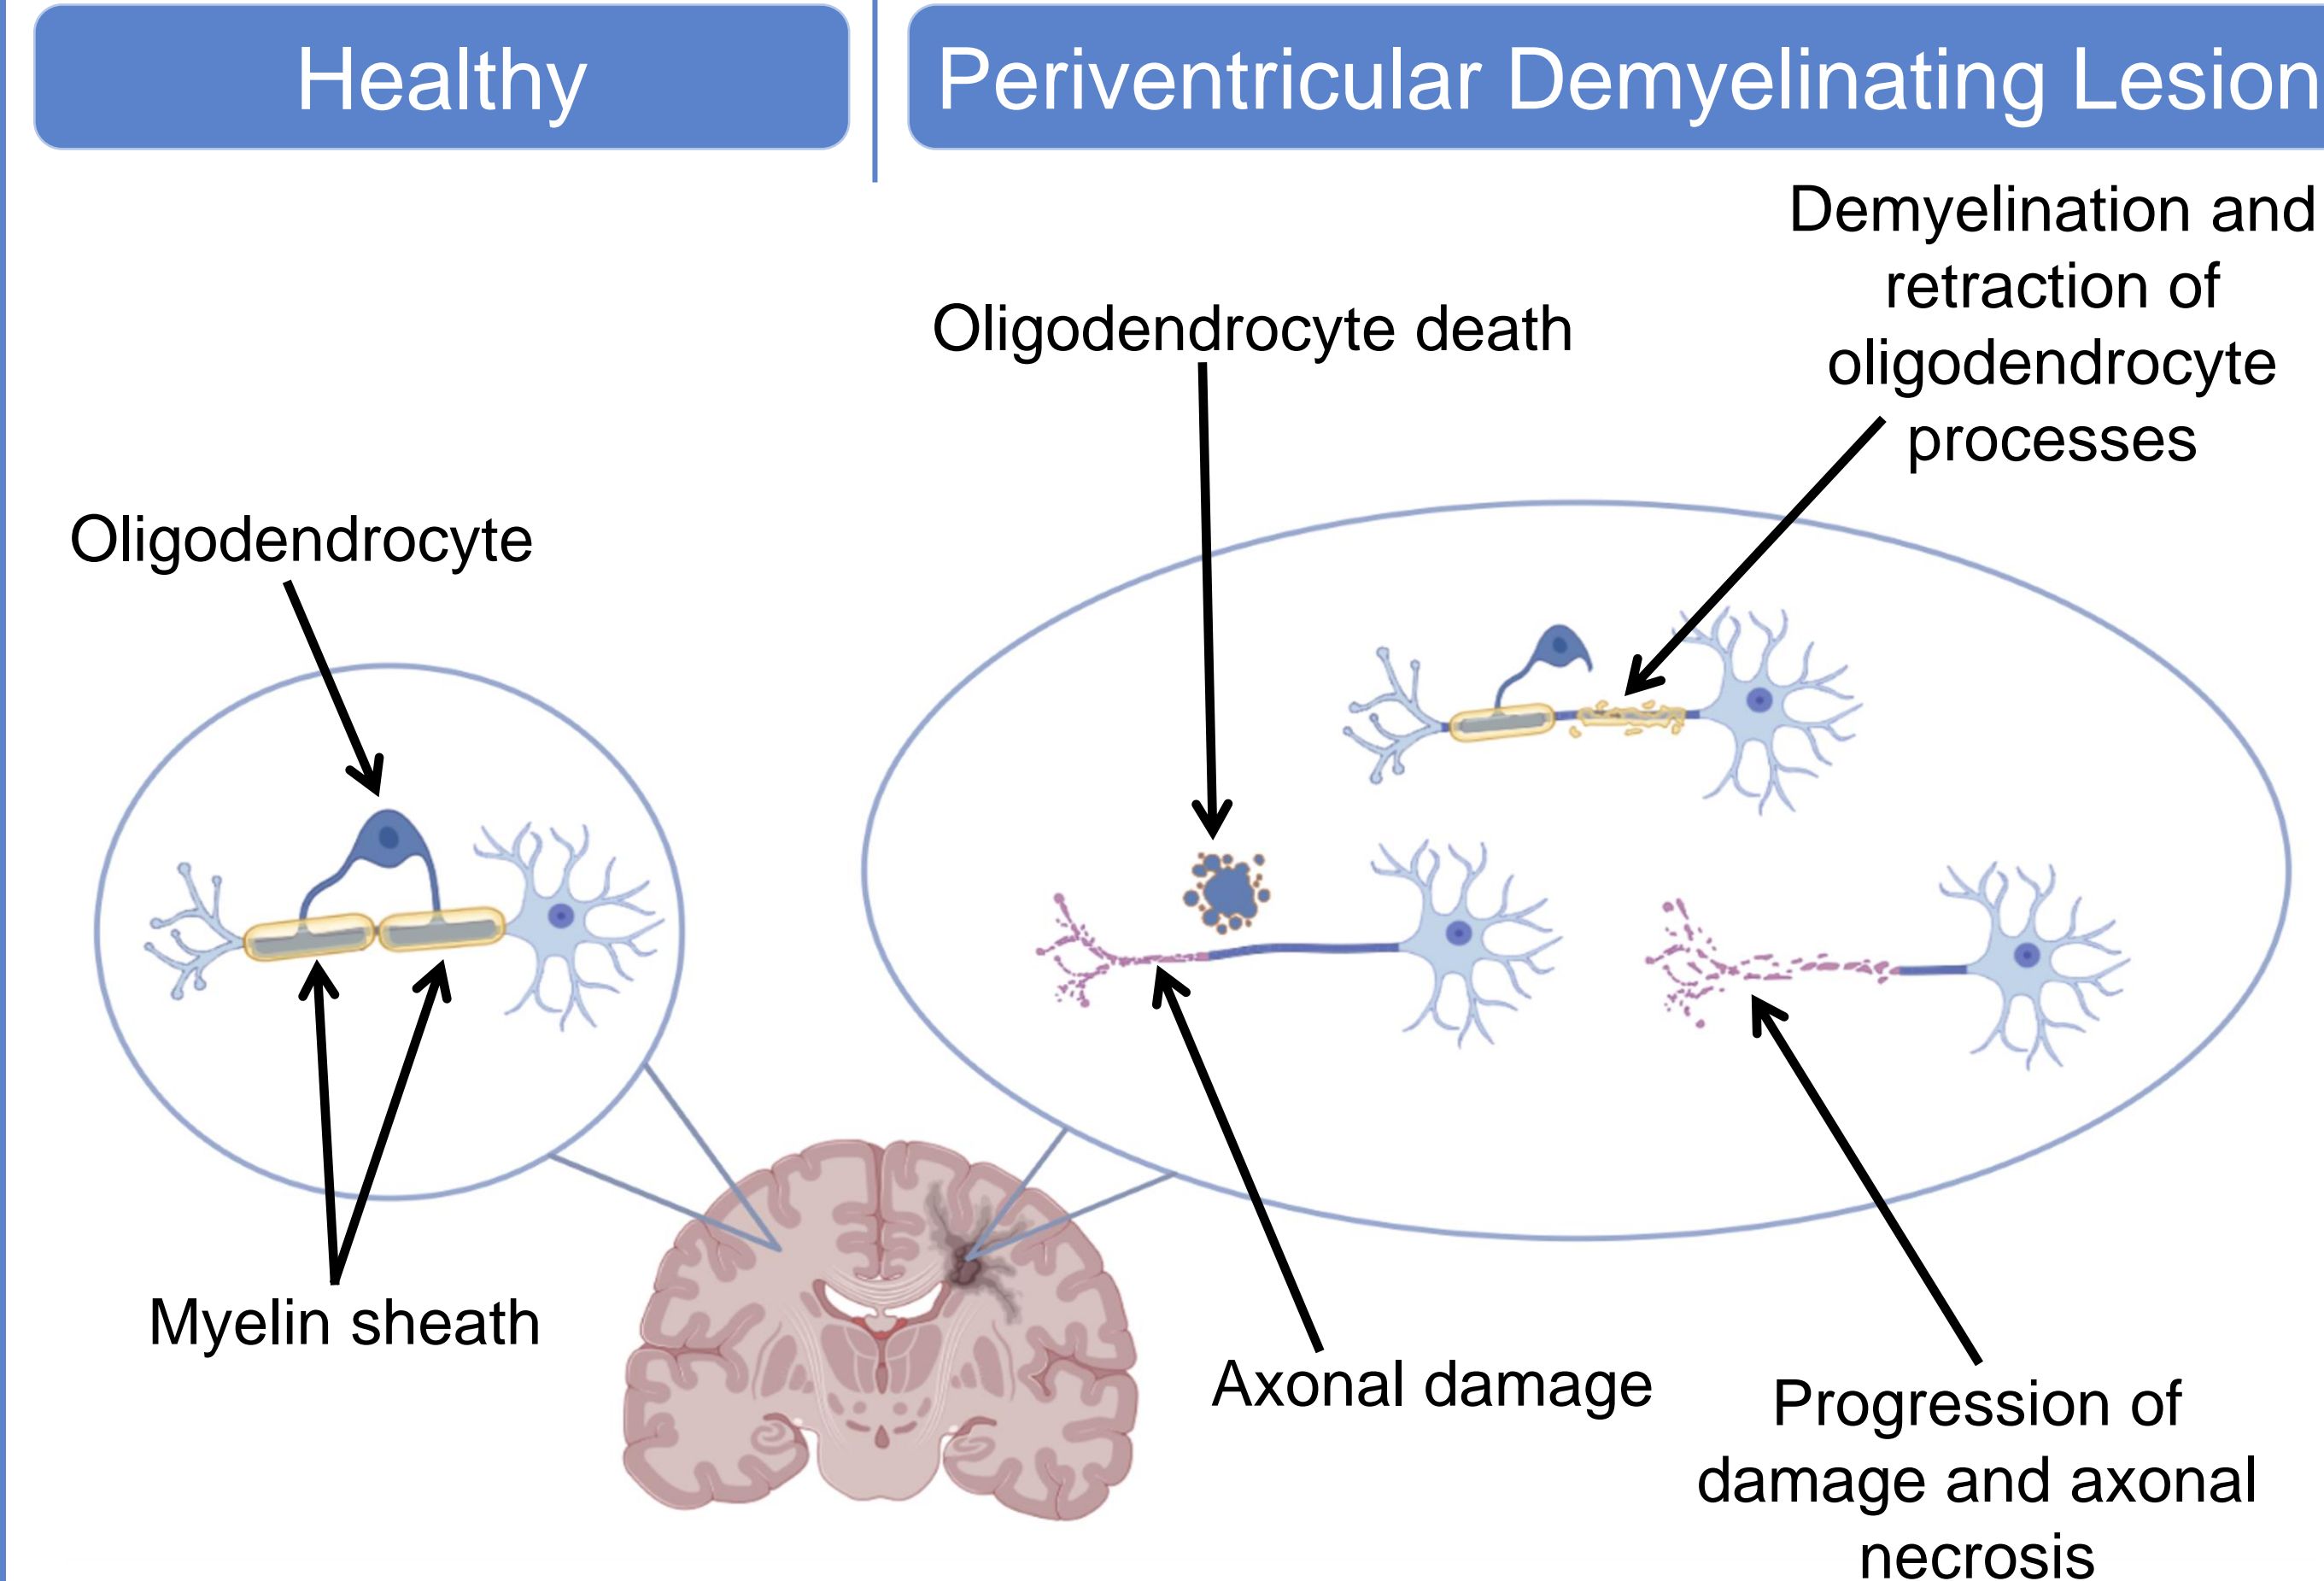 Healthy
Periventricular Demyelinating Lesion
Demyelination and
retraction of
oligodendrocyte
processes
Oligodendrocyte death
Oligodendrocyte
Myelin sheath
Axonal damage
Progression of
damage and axonal
necrosis